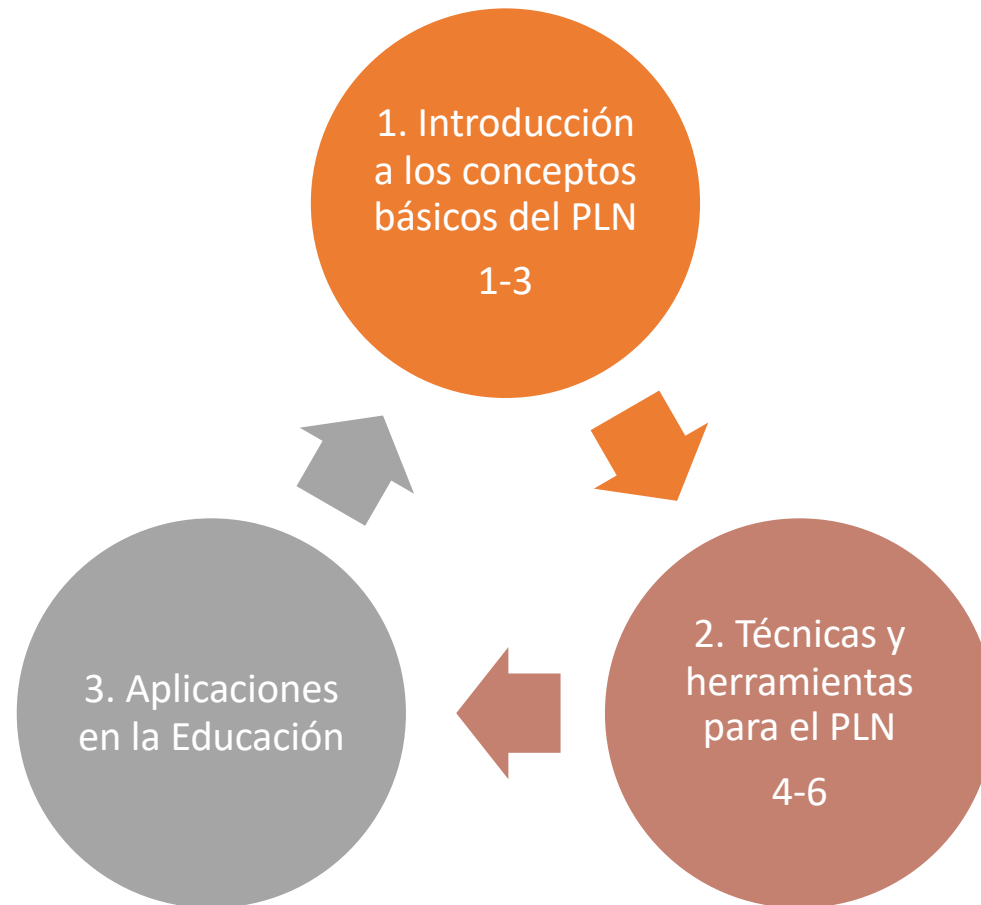 1. Introducción
a los conceptos
básicos del PLN
1-3
2. Técnicas y
herramientas
para el PLN
4-6
3. Aplicaciones
en la Educación